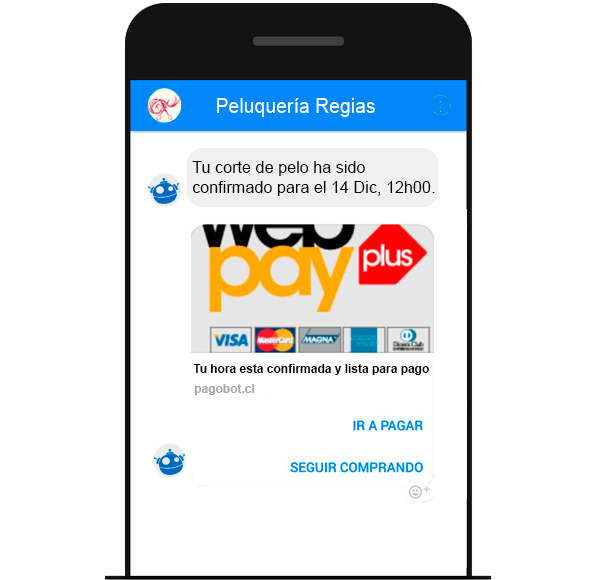 Peluquería Regias
Tu corte de pelo ha sido
confirmado para el 14 Dic, 12h00.
web
pay plus
VISA MasterCard MAGNA Diners Club
Tu hora esta confirmada y lista para pago
pagobot.cl
IR A PAGAR
SEGUIR COMPRANDO